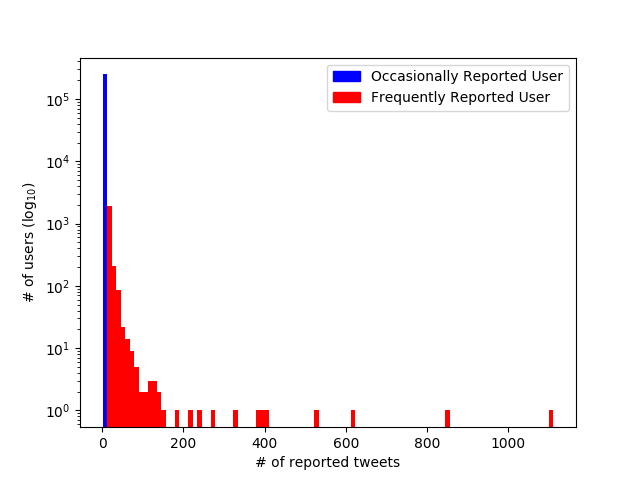 Occasionally Reported User
Frequently Reported User
10^5
10^4
10^3
10^2
10^1
10^0
# of users (log_10)
0 200 400 600 800 1000
# of reported tweets